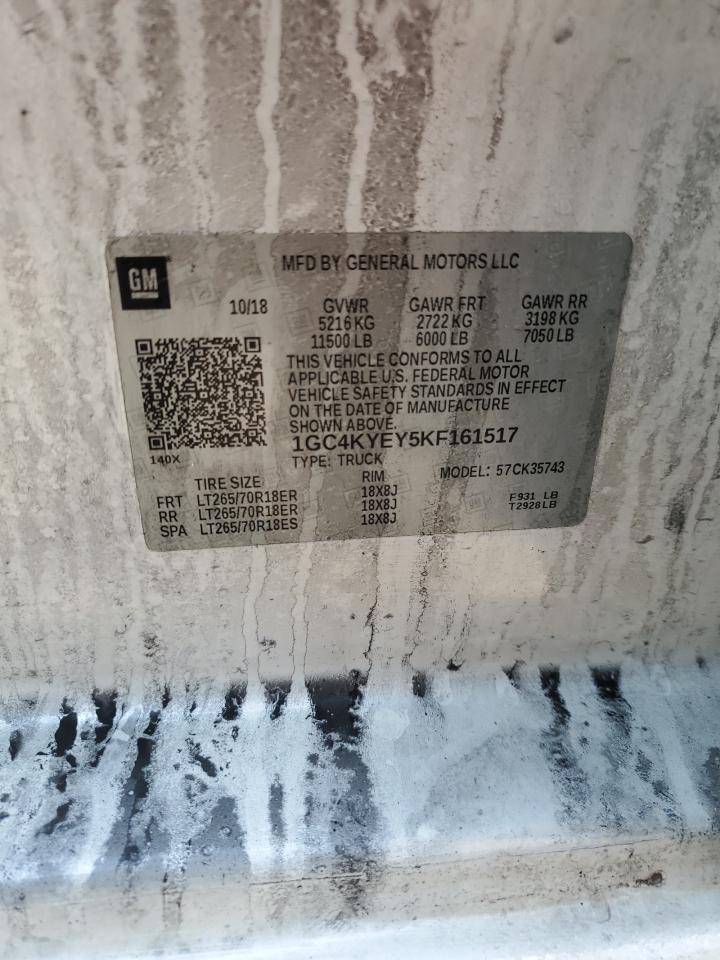 GM
MFD BY GENERAL MOTORS LLC
10/18 GVWR GAWR FRT GAWR RR
5216 KG 2722 KG 3198 KG
11500 LB 6000 LB 7050 LB
THIS VEHICLE CONFORMS TO ALL
APPLICABLE U.S. FEDERAL MOTOR
VEHICLE SAFETY STANDARDS IN EFFECT
ON THE DATE OF MANUFACTURE
SHOWN ABOVE.
1GC4KYEY5KF161517
140X
TYPE: TRUCK MODEL: 57CK35743
TIRE SIZE RIM
FRT LT265/70R18ER 18X8J
RR LT265/70R18ER 18X8J
SPA LT265/70R18ES 18X8J
F931 LB
T2928LB